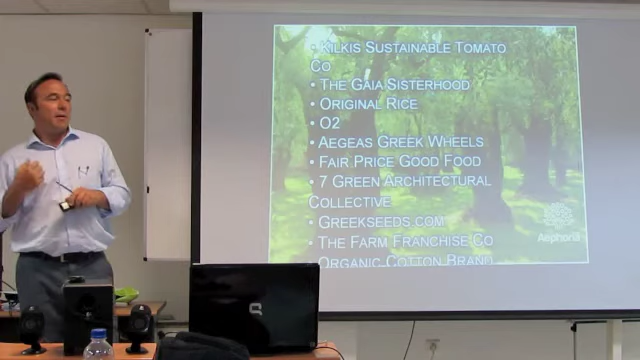 • Kilkis Sustainable Tomato
Co
• The Gaia Sisterhood
• Original Rice
• O2
• Aegeas Greek Wheels
• Fair Price Good Food
• 7 Green Architectural
Collective
• Greekseeds.com
• The Farm Franchise Co
• Organic Cotton Brand
Aephoria